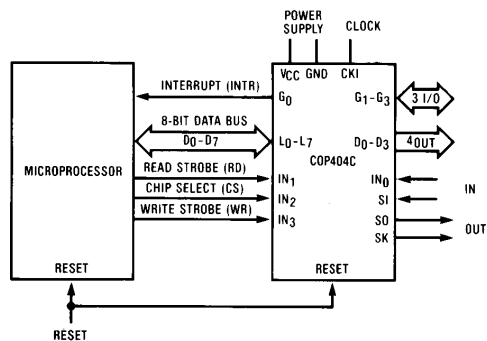 POWER SUPPLY
CLOCK
VCC GND CKI
INTERRUPT (INTR)
G0
G1-G3
3 I/O
8-BIT DATA BUS
D0-D7
L0-L7
D0-D3
4 OUT
MICROPROCESSOR
COP404C
READ STROBE (RD)
IN1
IN0
IN
CHIP SELECT (CS)
IN2
SI
WRITE STROBE (WR)
IN3
SO
OUT
SK
RESET
RESET
RESET